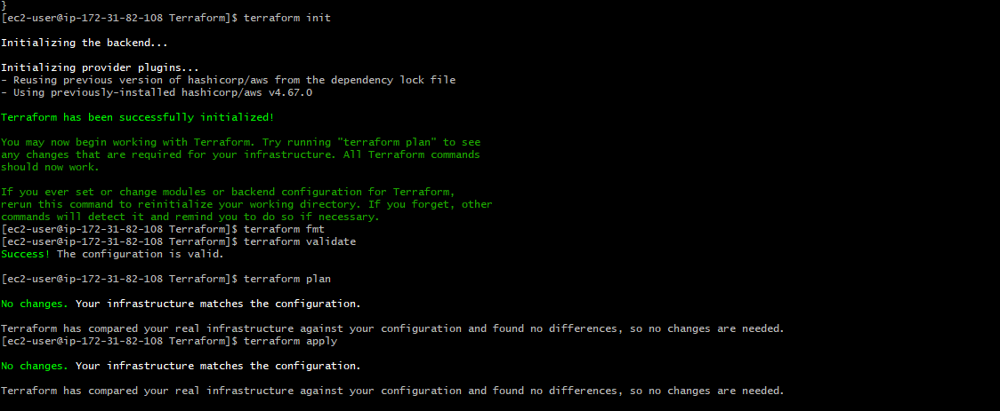 }
[ec2-user@ip-172-31-82-108 Terraform]$ terraform init
Initializing the backend...
Initializing provider plugins...
- Reusing previous version of hashicorp/aws from the dependency lock file
- Using previously-installed hashicorp/aws v4.67.0
Terraform has been successfully initialized!
You may now begin working with Terraform. Try running "terraform plan" to see
any changes that are required for your infrastructure. All Terraform commands
should now work.
If you ever set or change modules or backend configuration for Terraform,
rerun this command to reinitialize your working directory. If you forget, other
commands will detect it and remind you to do so if necessary.
[ec2-user@ip-172-31-82-108 Terraform]$ terraform fmt
[ec2-user@ip-172-31-82-108 Terraform]$ terraform validate
Success! The configuration is valid.
[ec2-user@ip-172-31-82-108 Terraform]$ terraform plan
No changes. Your infrastructure matches the configuration.
Terraform has compared your real infrastructure against your configuration and found no differences, so no changes are needed.
[ec2-user@ip-172-31-82-108 Terraform]$ terraform apply
No changes. Your infrastructure matches the configuration.
Terraform has compared your real infrastructure against your configuration and found no differences, so no changes are needed.